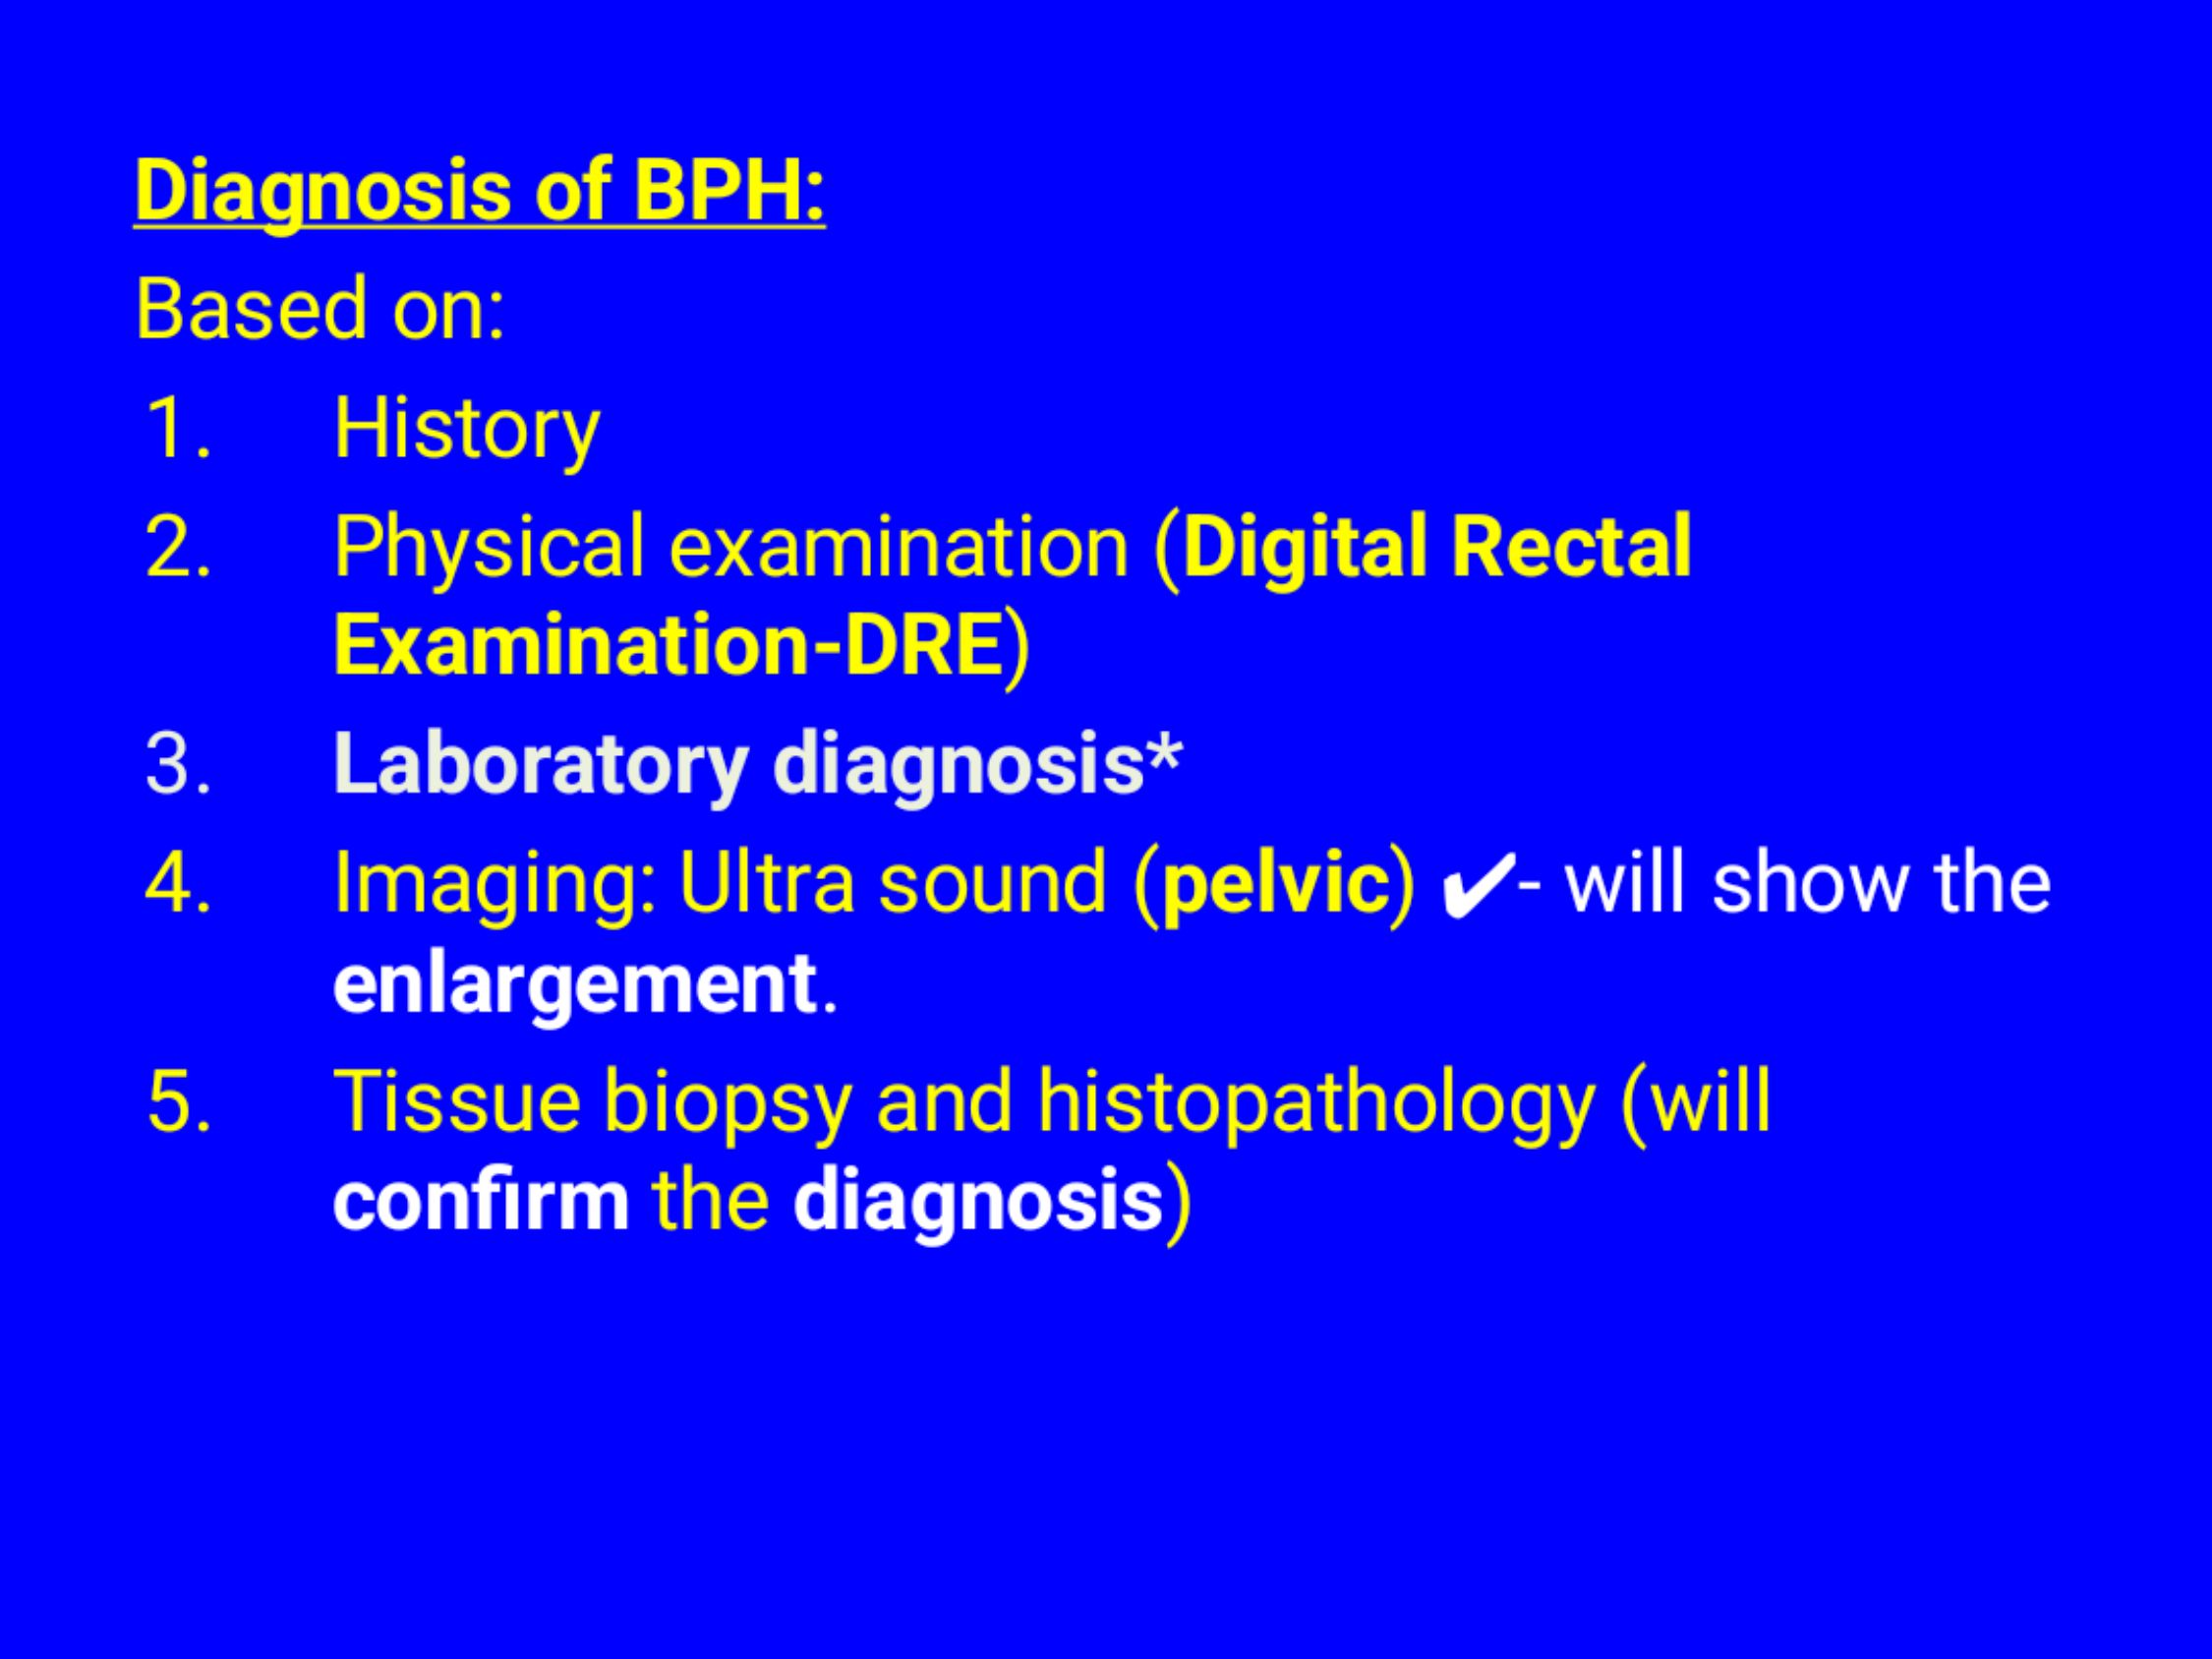 Diagnosis of BPH:
Based on:
1. History
2. Physical examination (Digital Rectal
Examination-DRE)
3. Laboratory diagnosis*
4. Imaging: Ultra sound (pelvic) ✔- will show the
enlargement.
5. Tissue biopsy and histopathology (will
confirm the diagnosis)